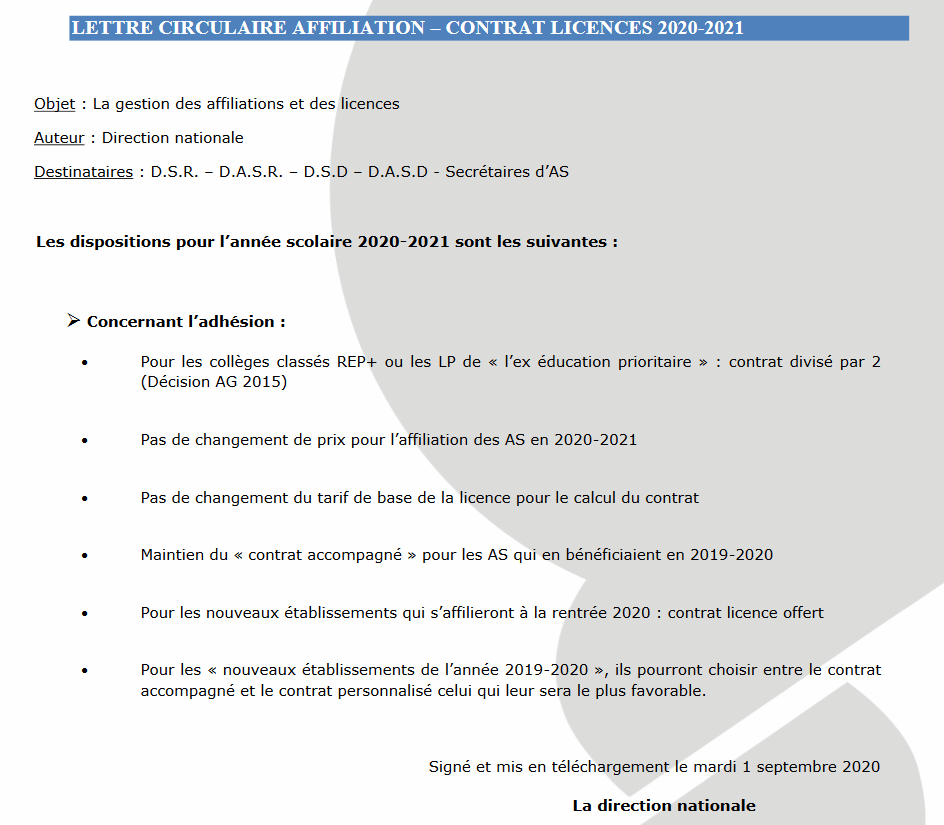 LETTRE CIRCULAIRE AFFILIATION – CONTRAT LICENCES 2020-2021
Objet : La gestion des affiliations et des licences
Auteur : Direction nationale
Destinataires : D.S.R. – D.A.S.R. – D.S.D – D.A.S.D - Secrétaires d’AS
Les dispositions pour l’année scolaire 2020-2021 sont les suivantes :
➢ Concernant l’adhésion :
• Pour les collèges classés REP+ ou les LP de « l’ex éducation prioritaire » : contrat divisé par 2
(Décision AG 2015)
• Pas de changement de prix pour l’affiliation des AS en 2020-2021
• Pas de changement du tarif de base de la licence pour le calcul du contrat
• Maintien du « contrat accompagné » pour les AS qui en bénéficiaient en 2019-2020
• Pour les nouveaux établissements qui s’affilieront à la rentrée 2020 : contrat licence offert
• Pour les « nouveaux établissements de l’année 2019-2020 », ils pourront choisir entre le contrat
accompagné et le contrat personnalisé celui qui leur sera le plus favorable.
Signé et mis en téléchargement le mardi 1 septembre 2020
La direction nationale